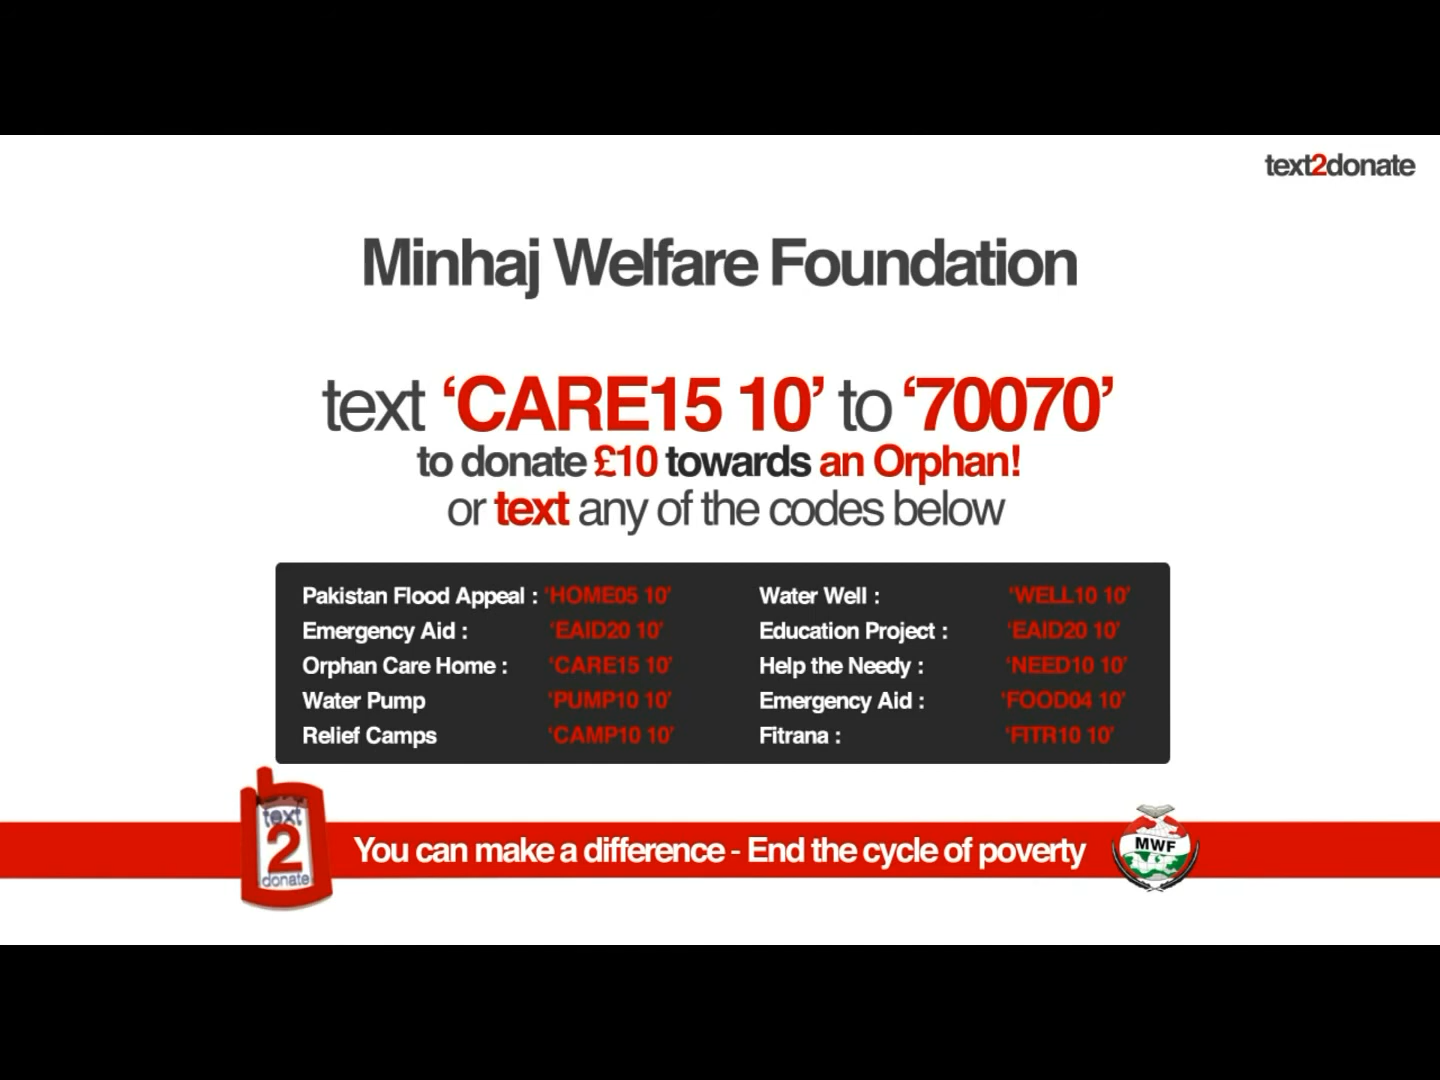 text2donate
Minhaj Welfare Foundation
text ‘CARE15 10’ to ‘70070’
to donate £10 towards an Orphan!
or text any of the codes below
Pakistan Flood Appeal : ‘HOME05 10’
Emergency Aid : ‘EAID20 10’
Orphan Care Home : ‘CARE15 10’
Water Pump ‘PUMP10 10’
Relief Camps ‘CAMP10 10’
Water Well : ‘WELL10 10’
Education Project : ‘EAID20 10’
Help the Needy : ‘NEED10 10’
Emergency Aid : ‘FOOD04 10’
Fitrana : ‘FITR10 10’
text
2
donate
You can make a difference - End the cycle of poverty
MWF